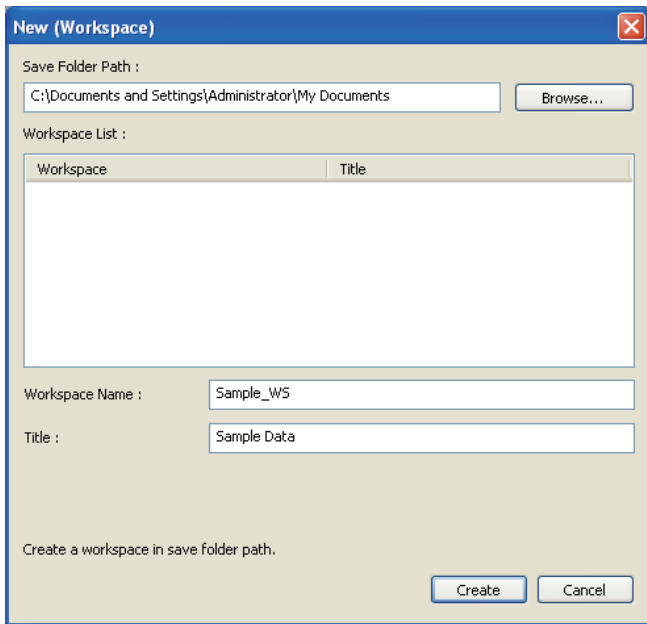 New (Workspace)
Save Folder Path :
C:\Documents and Settings\Administrator\My Documents
Browse...
Workspace List :
Workspace Title
Workspace Name : Sample_WS
Title : Sample Data
Create a workspace in save folder path.
Create Cancel